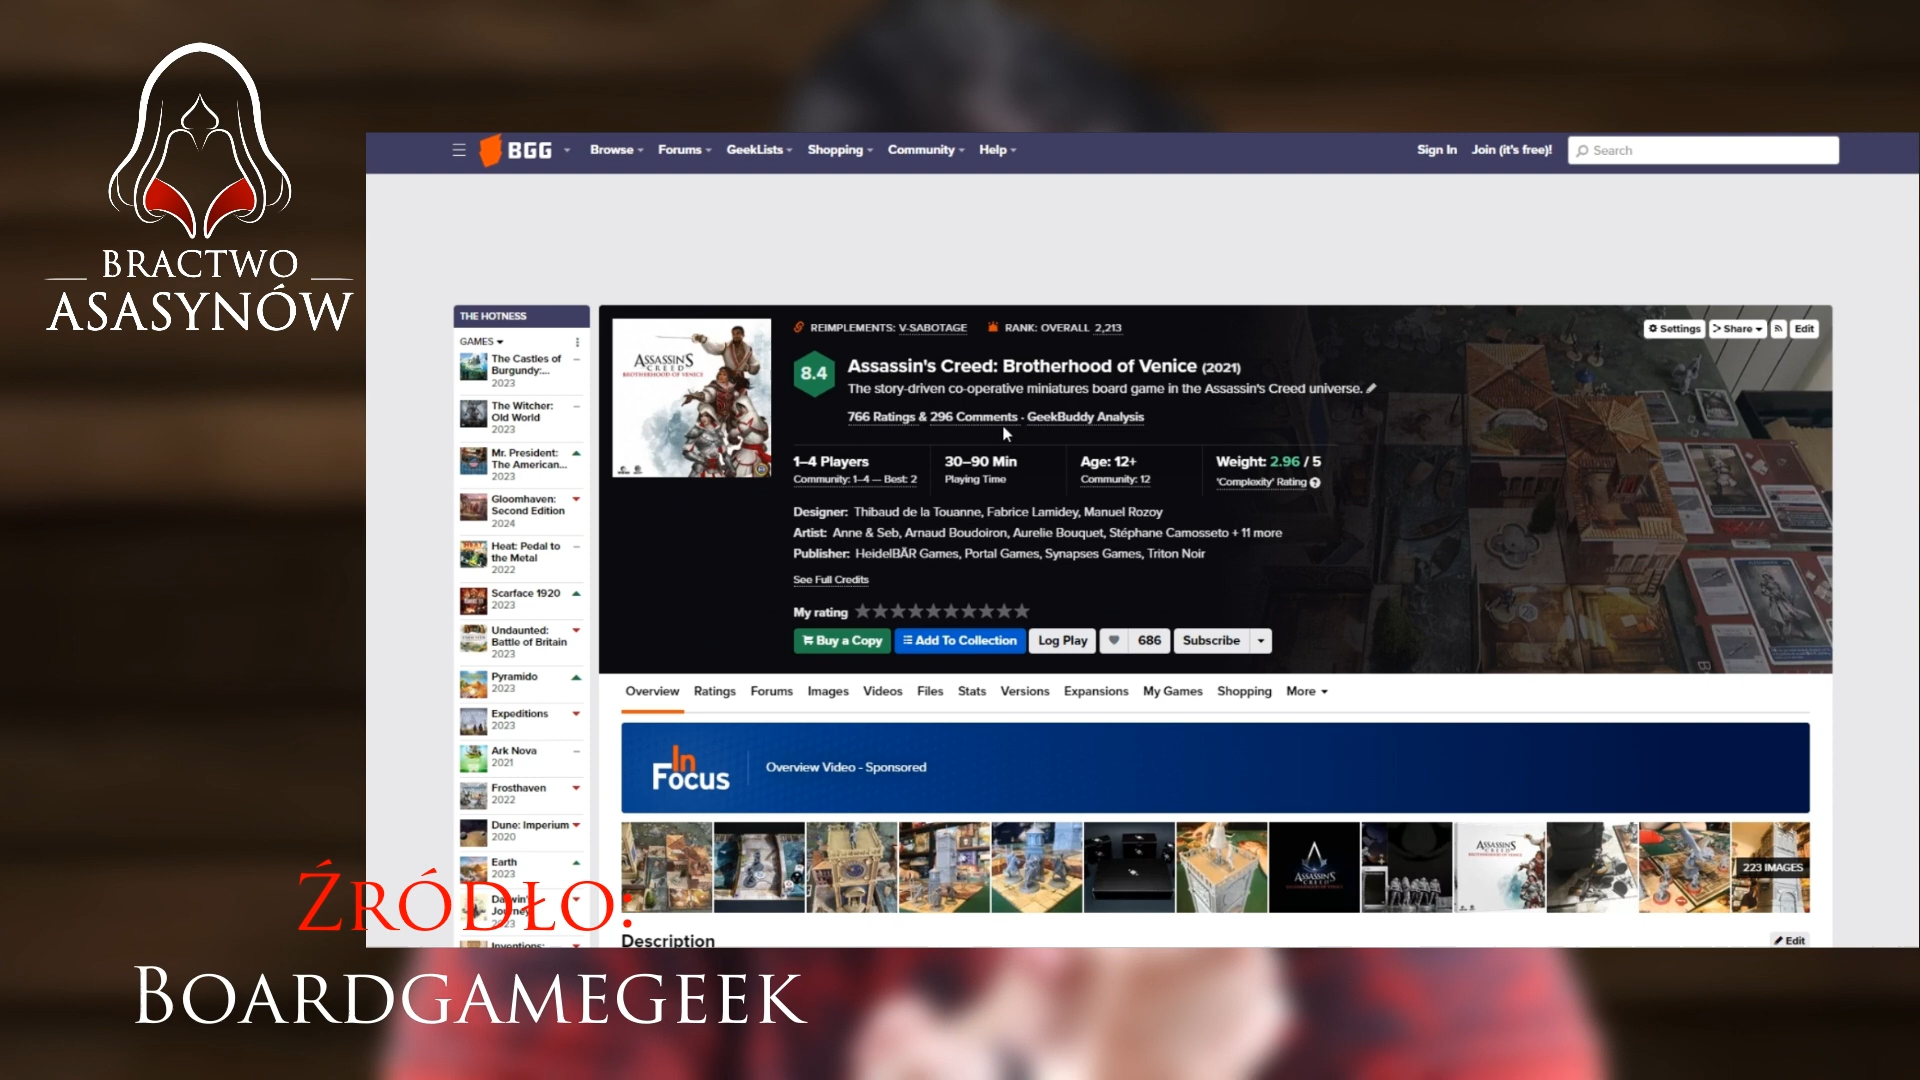 BRACTWO
ASASYNÓW
BGG
Browse
Forums
GeekLists
Shopping
Community
Help
Sign In
Join (it's free)!
Search
THE HOTNESS
GAMES
The Castles of
Burgundy:...
2023
The Witcher:
Old World
2023
Mr. President:
The American...
2023
Gloomhaven:
Second Edition
2024
Heat: Pedal to
the Metal
2022
Scarface 1920
2023
Undaunted:
Battle of Britain
2023
Pyramido
2023
Expeditions
2023
Ark Nova
2021
Frosthaven
2022
Dune: Imperium
2020
Earth
2023
2023
Inventions:
ASSASSIN'S
CREED
BROTHERHOOD OF VENICE
REIMPLEMENTS: V-SABOTAGE
RANK: OVERALL 2,213
Settings
Share
Edit
8.4
Assassin's Creed: Brotherhood of Venice (2021)
The story-driven co-operative miniatures board game in the Assassin's Creed universe.
766 Ratings & 296 Comments · GeekBuddy Analysis
1–4 Players
Community: 1–4 — Best: 2
30–90 Min
Playing Time
Age: 12+
Community: 12
Weight: 2.96 / 5
'Complexity' Rating
Designer: Thibaud de la Touanne, Fabrice Lamidey, Manuel Rozoy
Artist: Anne & Seb, Arnaud Boudoiron, Aurelie Bouquet, Stéphane Camosseto + 11 more
Publisher: HeidelBÄR Games, Portal Games, Synapses Games, Triton Noir
See Full Credits
My rating
Buy a Copy
Add To Collection
Log Play
686
Subscribe
Overview
Ratings
Forums
Images
Videos
Files
Stats
Versions
Expansions
My Games
Shopping
More
In
Focus
Overview Video - Sponsored
ASSASSIN'S
ASSASSIN'S
223 IMAGES
Description
Edit
ŹRÓDŁO:
BOARDGAMEGEEK